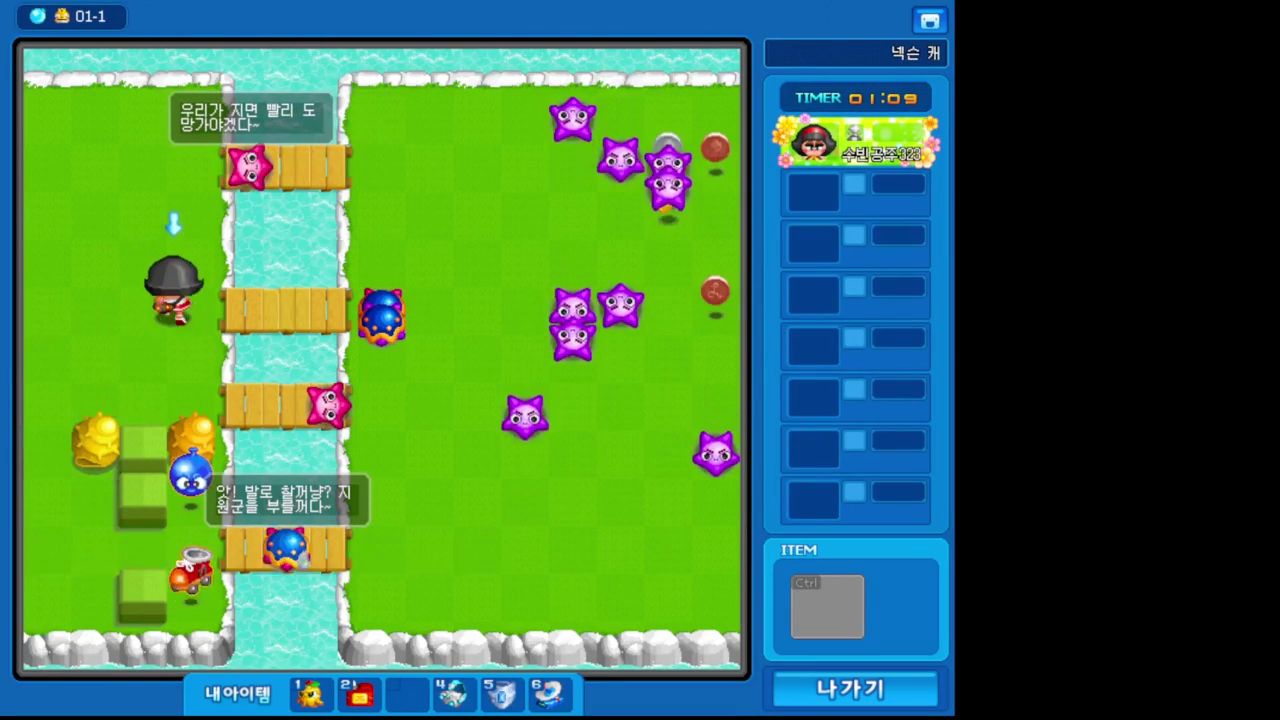 01-1
넥슨 캐
TIMER 01:09
수빈공주323
우리가 지면 빨리 도
망가야겠다~
앗! 발로 찰꺼냥? 지
원군을 부를꺼다~
ITEM
Ctrl
내아이템
1
2
4
5
6
나가기